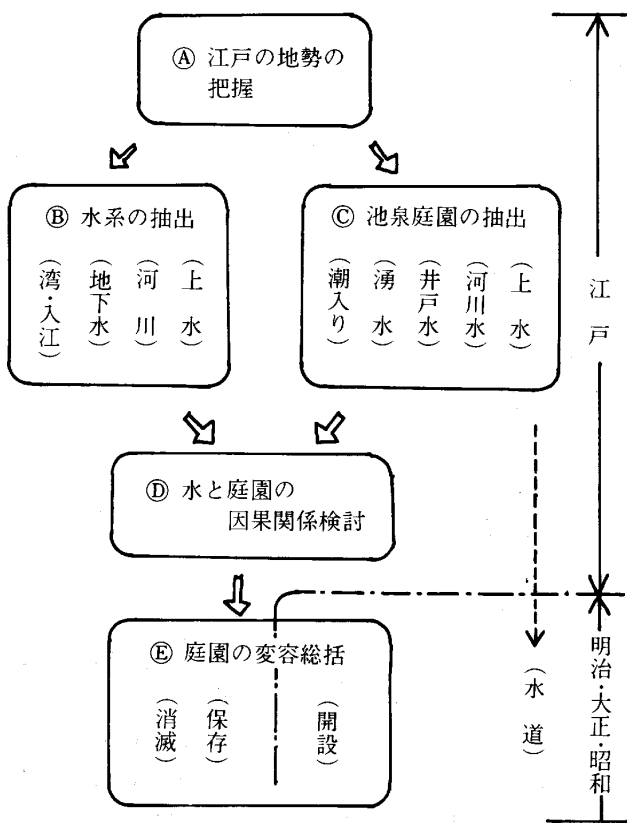 Ⓐ 江戸の地勢の
把握
Ⓑ 水系の抽出
（上水）
（河川）
（地下水）
（湾・入江）
Ⓒ 池泉庭園の抽出
（上水）
（河川水）
（井戸水）
（湧水）
（潮入り）
江戸
Ⓓ 水と庭園の
因果関係検討
Ⓔ 庭園の変容総括
（開設）
（保存）
（消滅）
（水道）
明治・大正・昭和